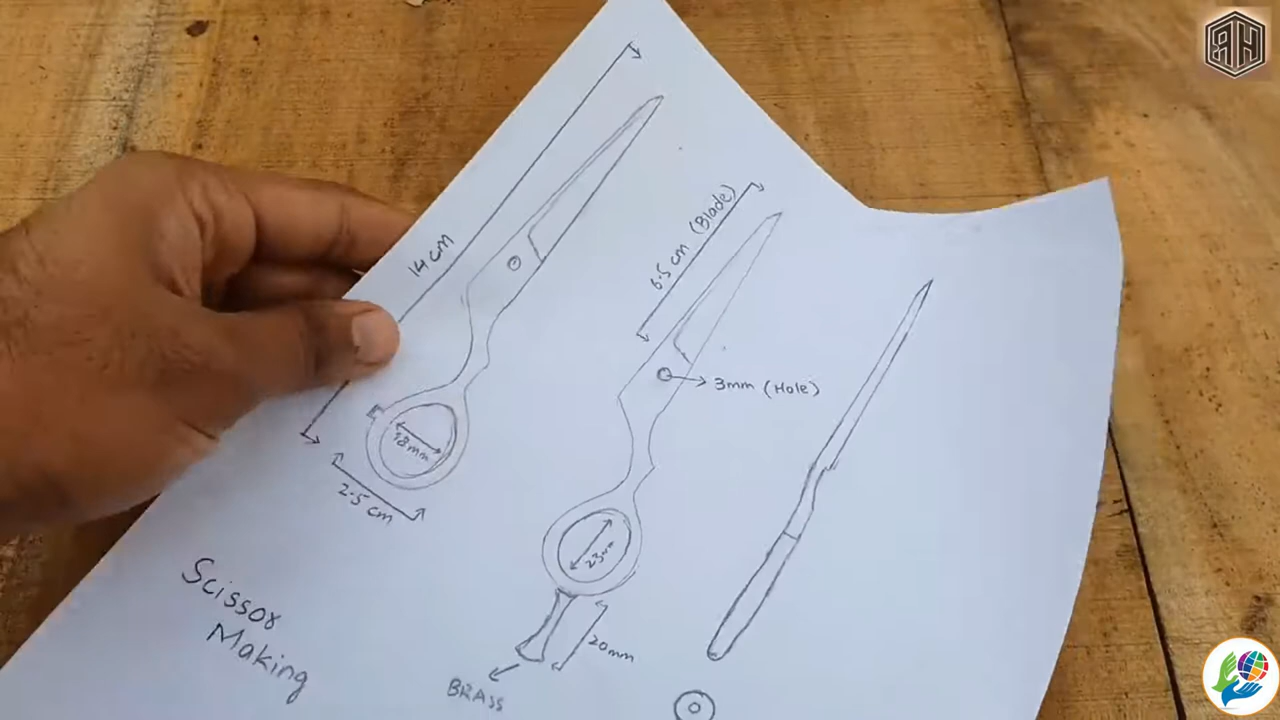 14 cm
18mm
2.5 cm
6.5 cm (Blade)
3mm (Hole)
23mm
20mm
BRASS
Scissor
Making